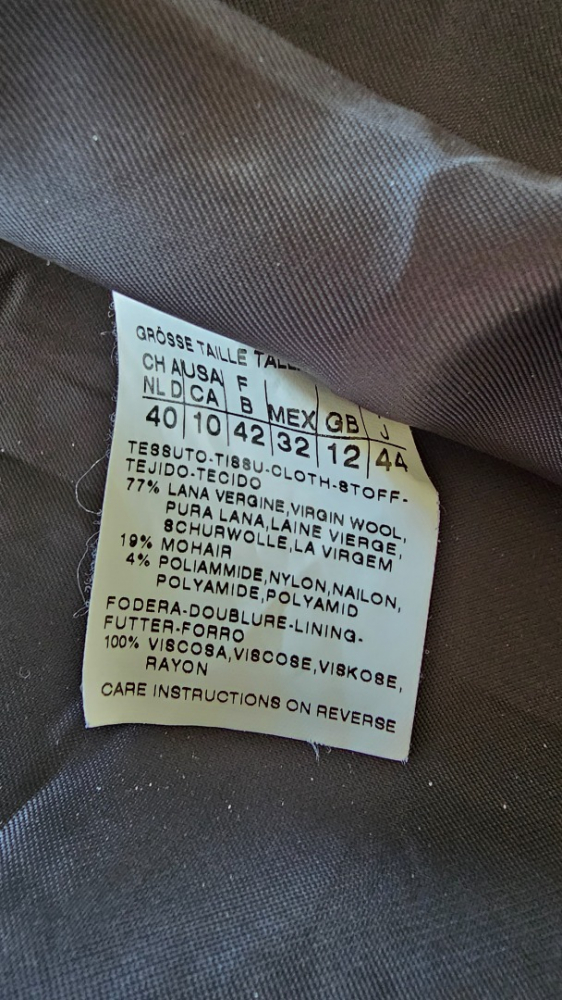 GRÖSSE TAILLE
CH A USA F
NL D CA B MEX GB J
40 10 42 32 12 44
TESSUTO-TISSU-CLOTH-STOFF-
TEJIDO-TECIDO
77% LANA VERGINE,VIRGIN WOOL,
PURA LANA,LAINE VIERGE,
SCHURWOLLE,LA VIRGEM
19% MOHAIR
4% POLIAMMIDE,NYLON,NAILON,
POLYAMIDE,POLYAMID
FODERA-DOUBLURE-LINING-
FUTTER-FORRO
100% VISCOSA,VISCOSE,VISKOSE,
RAYON
CARE INSTRUCTIONS ON REVERSE